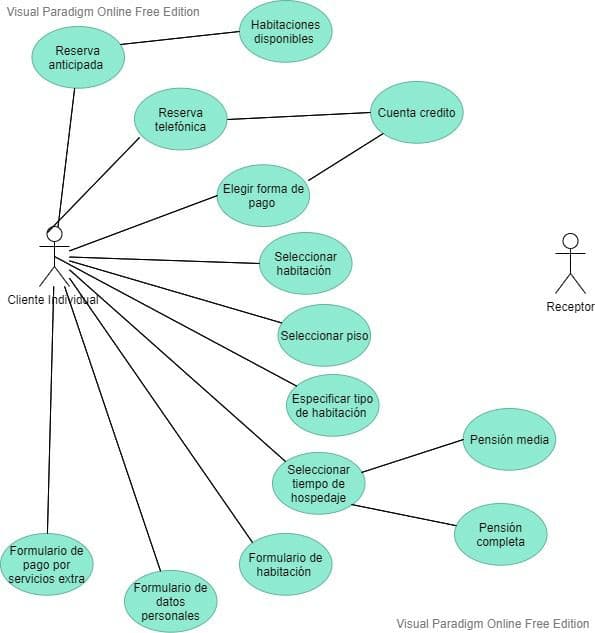 Visual Paradigm Online Free Edition
Habitaciones
disponibles
Reserva
anticipada
Reserva
telefónica
Cuenta credito
Elegir forma de
pago
Seleccionar
habitación
Cliente Individual
Receptor
Seleccionar piso
Especificar tipo
de habitación
Pensión media
Seleccionar
tiempo de
hospedaje
Pensión
completa
Formulario de
pago por
servicios extra
Formulario de
habitación
Formulario de
datos
personales
Visual Paradigm Online Free Edition